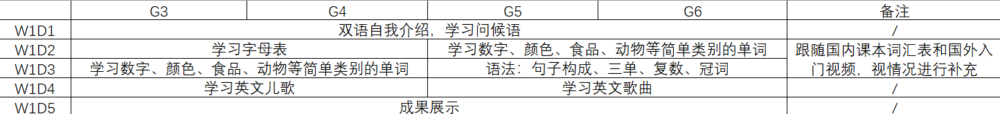 G3 G4 G5 G6 备注
W1D1 双语自我介绍，学习问候语 /
W1D2 学习字母表 学习数字、颜色、食品、动物等简单类别的单词 跟随国内课本词汇表和国外入
W1D3 学习数字、颜色、食品、动物等简单类别的单词 语法：句子构成、三单、复数、冠词 门视频，视情况进行补充
W1D4 学习英文儿歌 学习英文歌曲 /
W1D5 成果展示 /